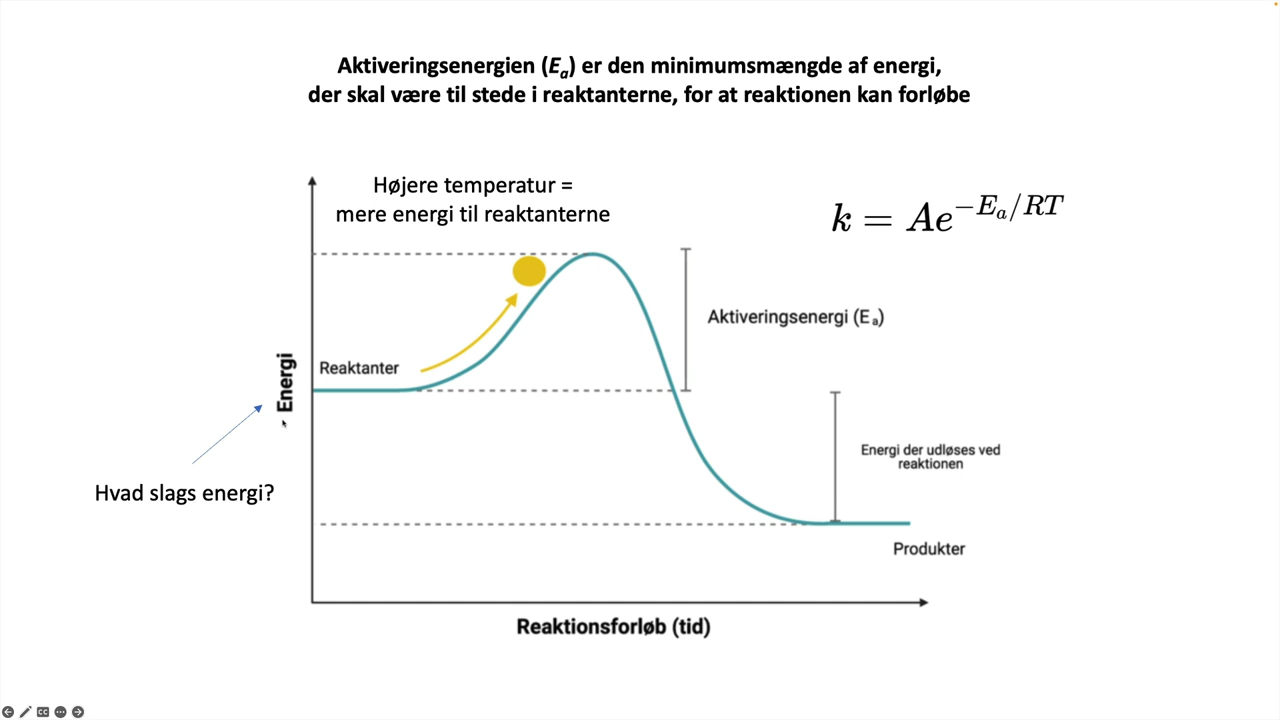 Aktiveringsenergien (Eₐ) er den minimumsmængde af energi,
der skal være til stede i reaktanterne, for at reaktionen kan forløbe
Højere temperatur =
mere energi til reaktanterne
k = Ae^{-Eₐ/RT}
Aktiveringsenergi (Eₐ)
Reaktanter
Energi
Energi der udløses ved
reaktionen
Hvad slags energi?
Produkter
Reaktionsforløb (tid)
CC